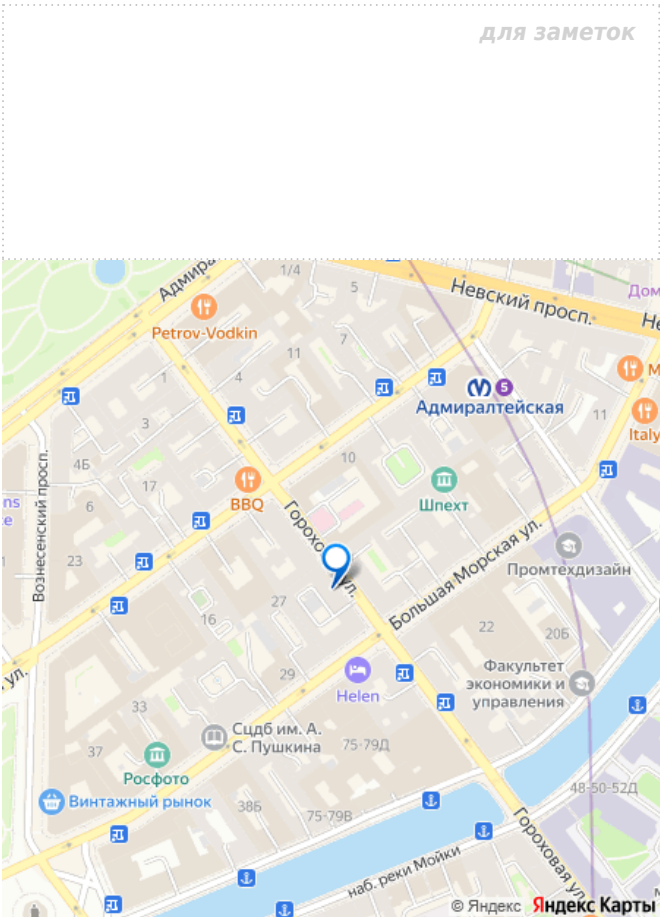 для заметок
Адмира
1/4
5
Невский просп.
Дом
Не
Petrov-Vodkin
11
7
1
4
5
М
Адмиралтейская
11
Italy
3
4Б
10
BBQ
Шпехт
17
ns
ce
6
Вознесенский просп.
Гороховая ул.
Большая Морская ул.
Промтехдизайн
23
27
16
22
20Б
ул.
29
Helen
Факультет
экономики и
управления
33
Сцдб им. А.
С. Пушкина
75-79Д
37
Росфото
48-50-52Д
Винтажный рынок
38Б
75-79В
Гороховая ул.
наб. реки Мойки
© Яндекс Яндекс Карты